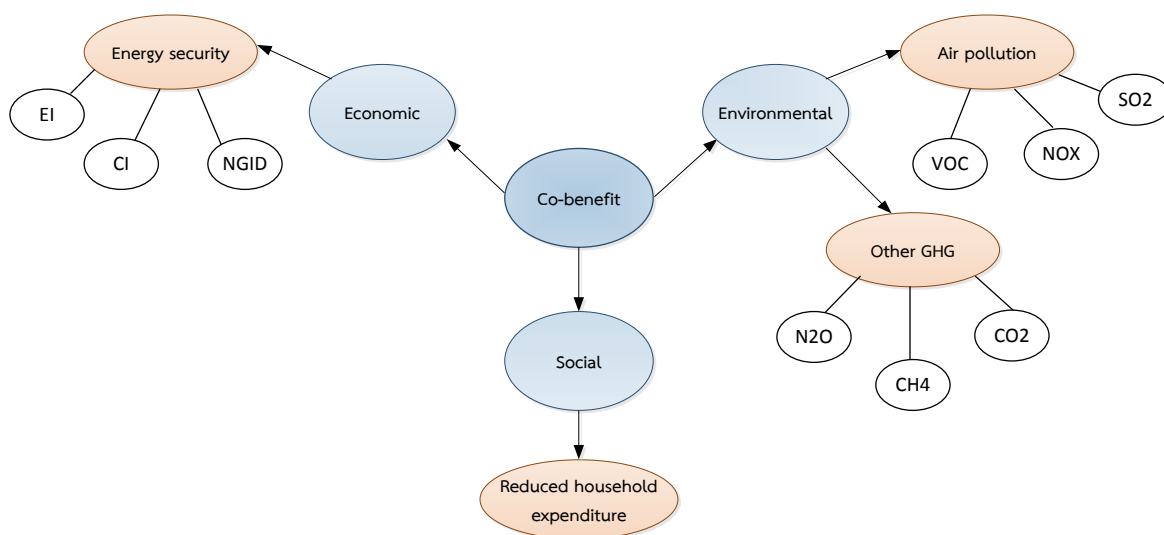 Energy security
Economic
EI
CI
NGID
Co-benefit
Environmental
Air pollution
SO2
VOC
NOX
Other GHG
N2O
CH4
CO2
Social
Reduced household
expenditure